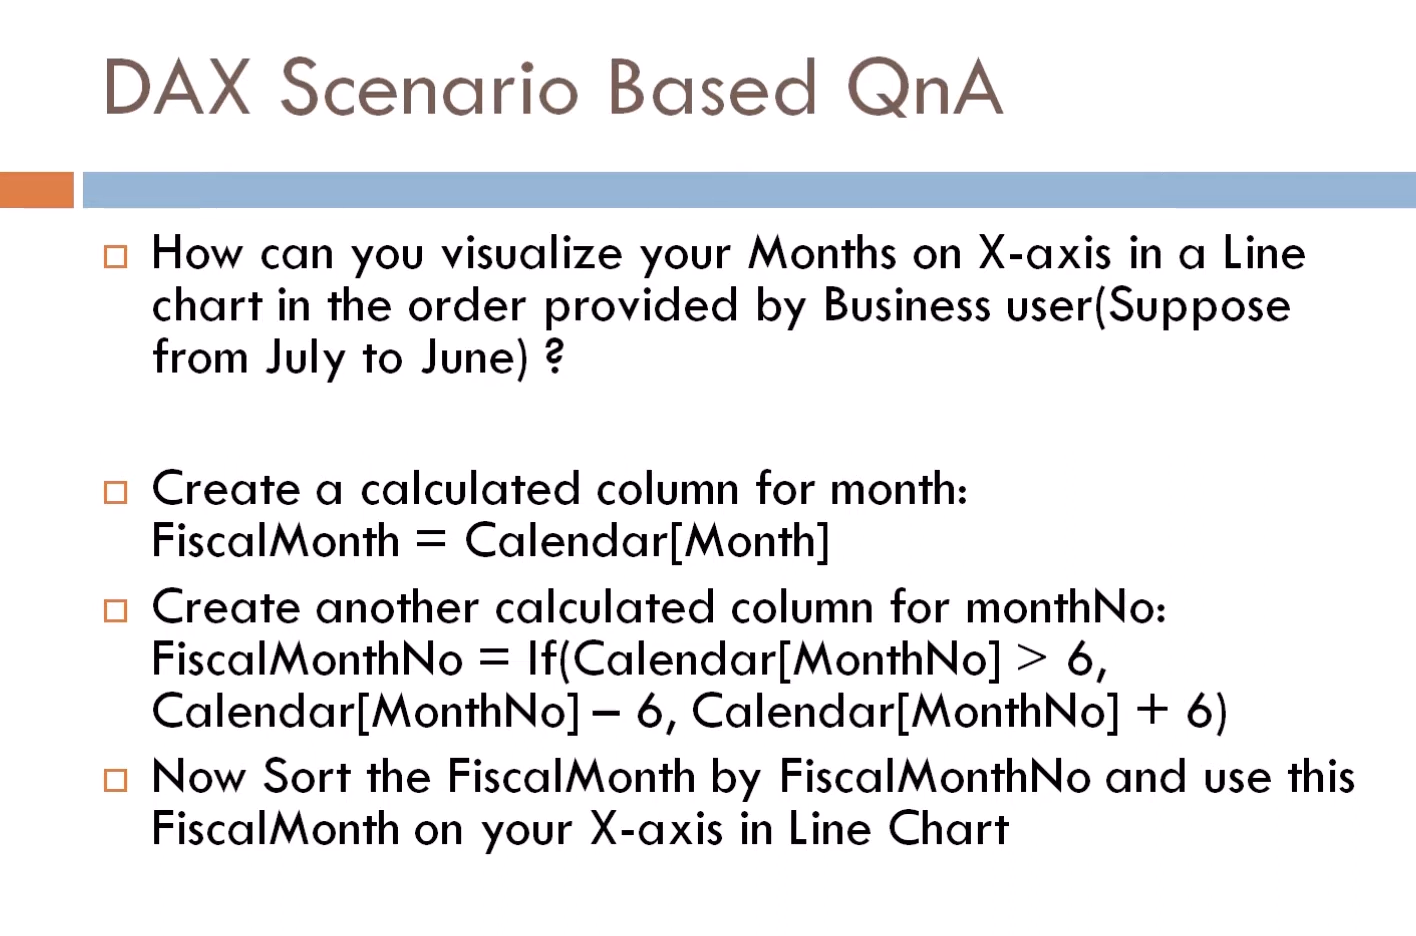 DAX Scenario Based QnA
How can you visualize your Months on X-axis in a Line
chart in the order provided by Business user(Suppose
from July to June) ?
Create a calculated column for month:
FiscalMonth = Calendar[Month]
Create another calculated column for monthNo:
FiscalMonthNo = If(Calendar[MonthNo] > 6,
Calendar[MonthNo] – 6, Calendar[MonthNo] + 6)
Now Sort the FiscalMonth by FiscalMonthNo and use this
FiscalMonth on your X-axis in Line Chart